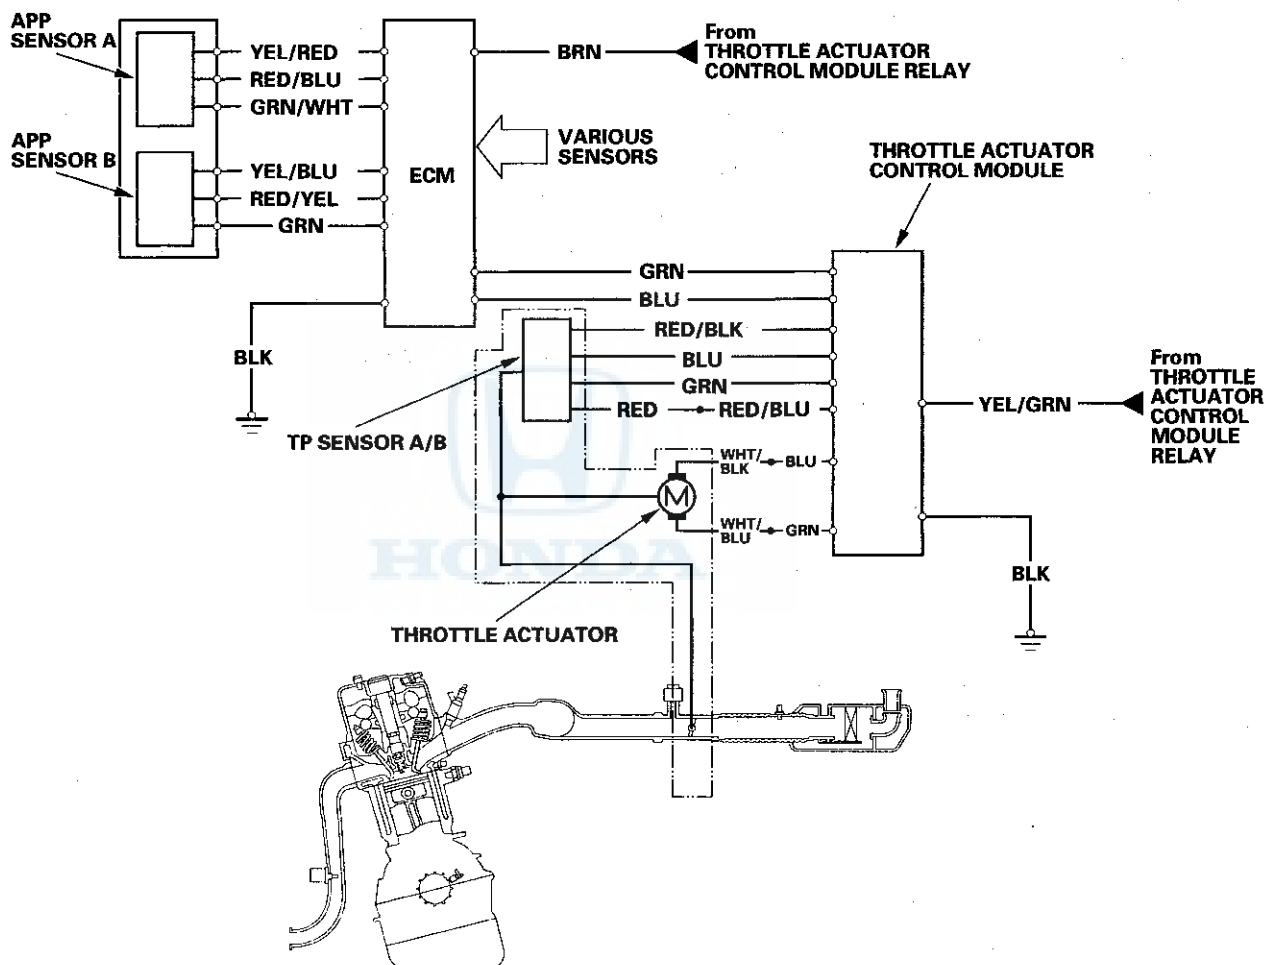 APP
SENSOR A
YEL/RED
RED/BLU
GRN/WHT
APP
SENSOR B
YEL/BLU
RED/YEL
GRN
ECM
BRN
From
THROTTLE ACTUATOR
CONTROL MODULE RELAY
VARIOUS
SENSORS
THROTTLE ACTUATOR
CONTROL MODULE
GRN
BLU
RED/BLK
BLU
GRN
RED
RED/BLU
BLK
TP SENSOR A/B
WHT/
BLK
BLU
M
WHT/
BLU
GRN
YEL/GRN
From
THROTTLE
ACTUATOR
CONTROL
MODULE
RELAY
BLK
HONDA
THROTTLE ACTUATOR